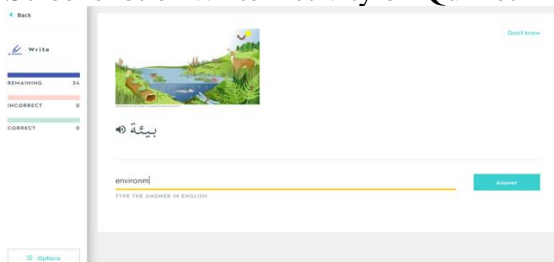 Back
Write
REMAINING 34
INCORRECT 0
CORRECT 0
Options
Don't know
بيئة
environm
TYPE THE ANSWER IN ENGLISH
Answer